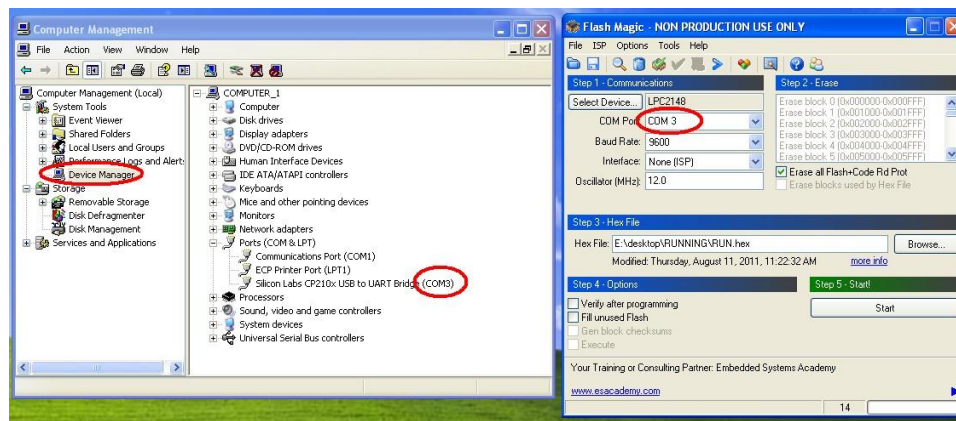 Computer Management
File Action View Window Help
Computer Management (Local)
System Tools
Event Viewer
Shared Folders
Local Users and Groups
Performance Logs and Alerts
Device Manager
Storage
Removable Storage
Disk Defragmenter
Disk Management
Services and Applications
COMPUTER_1
Computer
Disk drives
Display adapters
DVD/CD-ROM drives
Human Interface Devices
IDE ATA/ATAPI controllers
Keyboards
Mice and other pointing devices
Monitors
Network adapters
Ports (COM & LPT)
Communications Port (COM1)
ECP Printer Port (LPT1)
Silicon Labs CP210x USB to UART Bridge (COM3)
Processors
Sound, video and game controllers
System devices
Universal Serial Bus controllers
Flash Magic - NON PRODUCTION USE ONLY
File ISP Options Tools Help
Step 1 - Communications
Select Device... LPC2148
COM Port: COM 3
Baud Rate: 9600
Interface: None (ISP)
Oscillator (MHz): 12.0
Step 2 - Erase
Erase block 0 (0x000000-0x000FFF)
Erase block 1 (0x001000-0x001FFF)
Erase block 2 (0x002000-0x002FFF)
Erase block 3 (0x003000-0x003FFF)
Erase block 4 (0x004000-0x004FFF)
Erase block 5 (0x005000-0x005FFF)
Erase all Flash+Code Rd Prot
Erase blocks used by Hex File
Step 3 - Hex File
Hex File: E:\desktop\RUNNING\RUN.hex Browse...
Modified: Thursday, August 11, 2011, 11:22:32 AM more info
Step 4 - Options
Verify after programming
Fill unused Flash
Gen block checksums
Execute
Step 5 - Start!
Start
Your Training or Consulting Partner: Embedded Systems Academy
www.esacademy.com
14